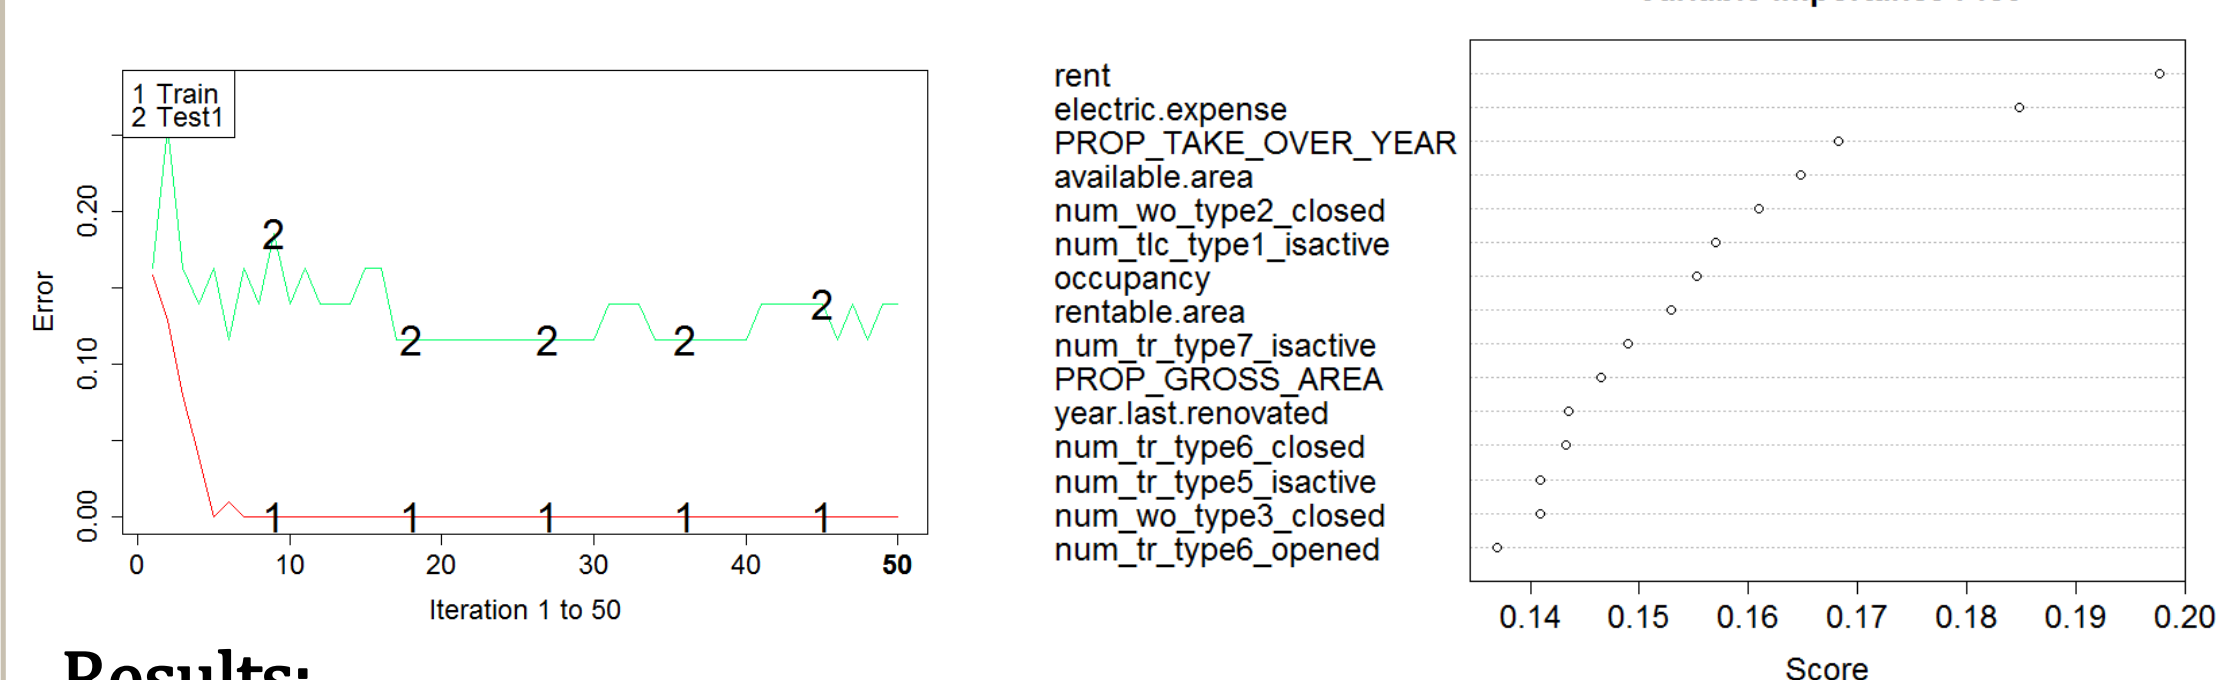 1 Train
2 Test1
0.20
0.10
0.00
Error
2
2
2
2
2
1
1
1
1
1
0
10
20
30
40
50
Iteration 1 to 50
rent
electric.expense
PROP_TAKE_OVER_YEAR
available.area
num_wo_type2_closed
num_tlc_type1_isactive
occupancy
rentable.area
num_tr_type7_isactive
PROP_GROSS_AREA
year.last.renovated
num_tr_type6_closed
num_tr_type5_isactive
num_wo_type3_closed
num_tr_type6_opened
0.14
0.15
0.16
0.17
0.18
0.19
0.20
Score
Results: